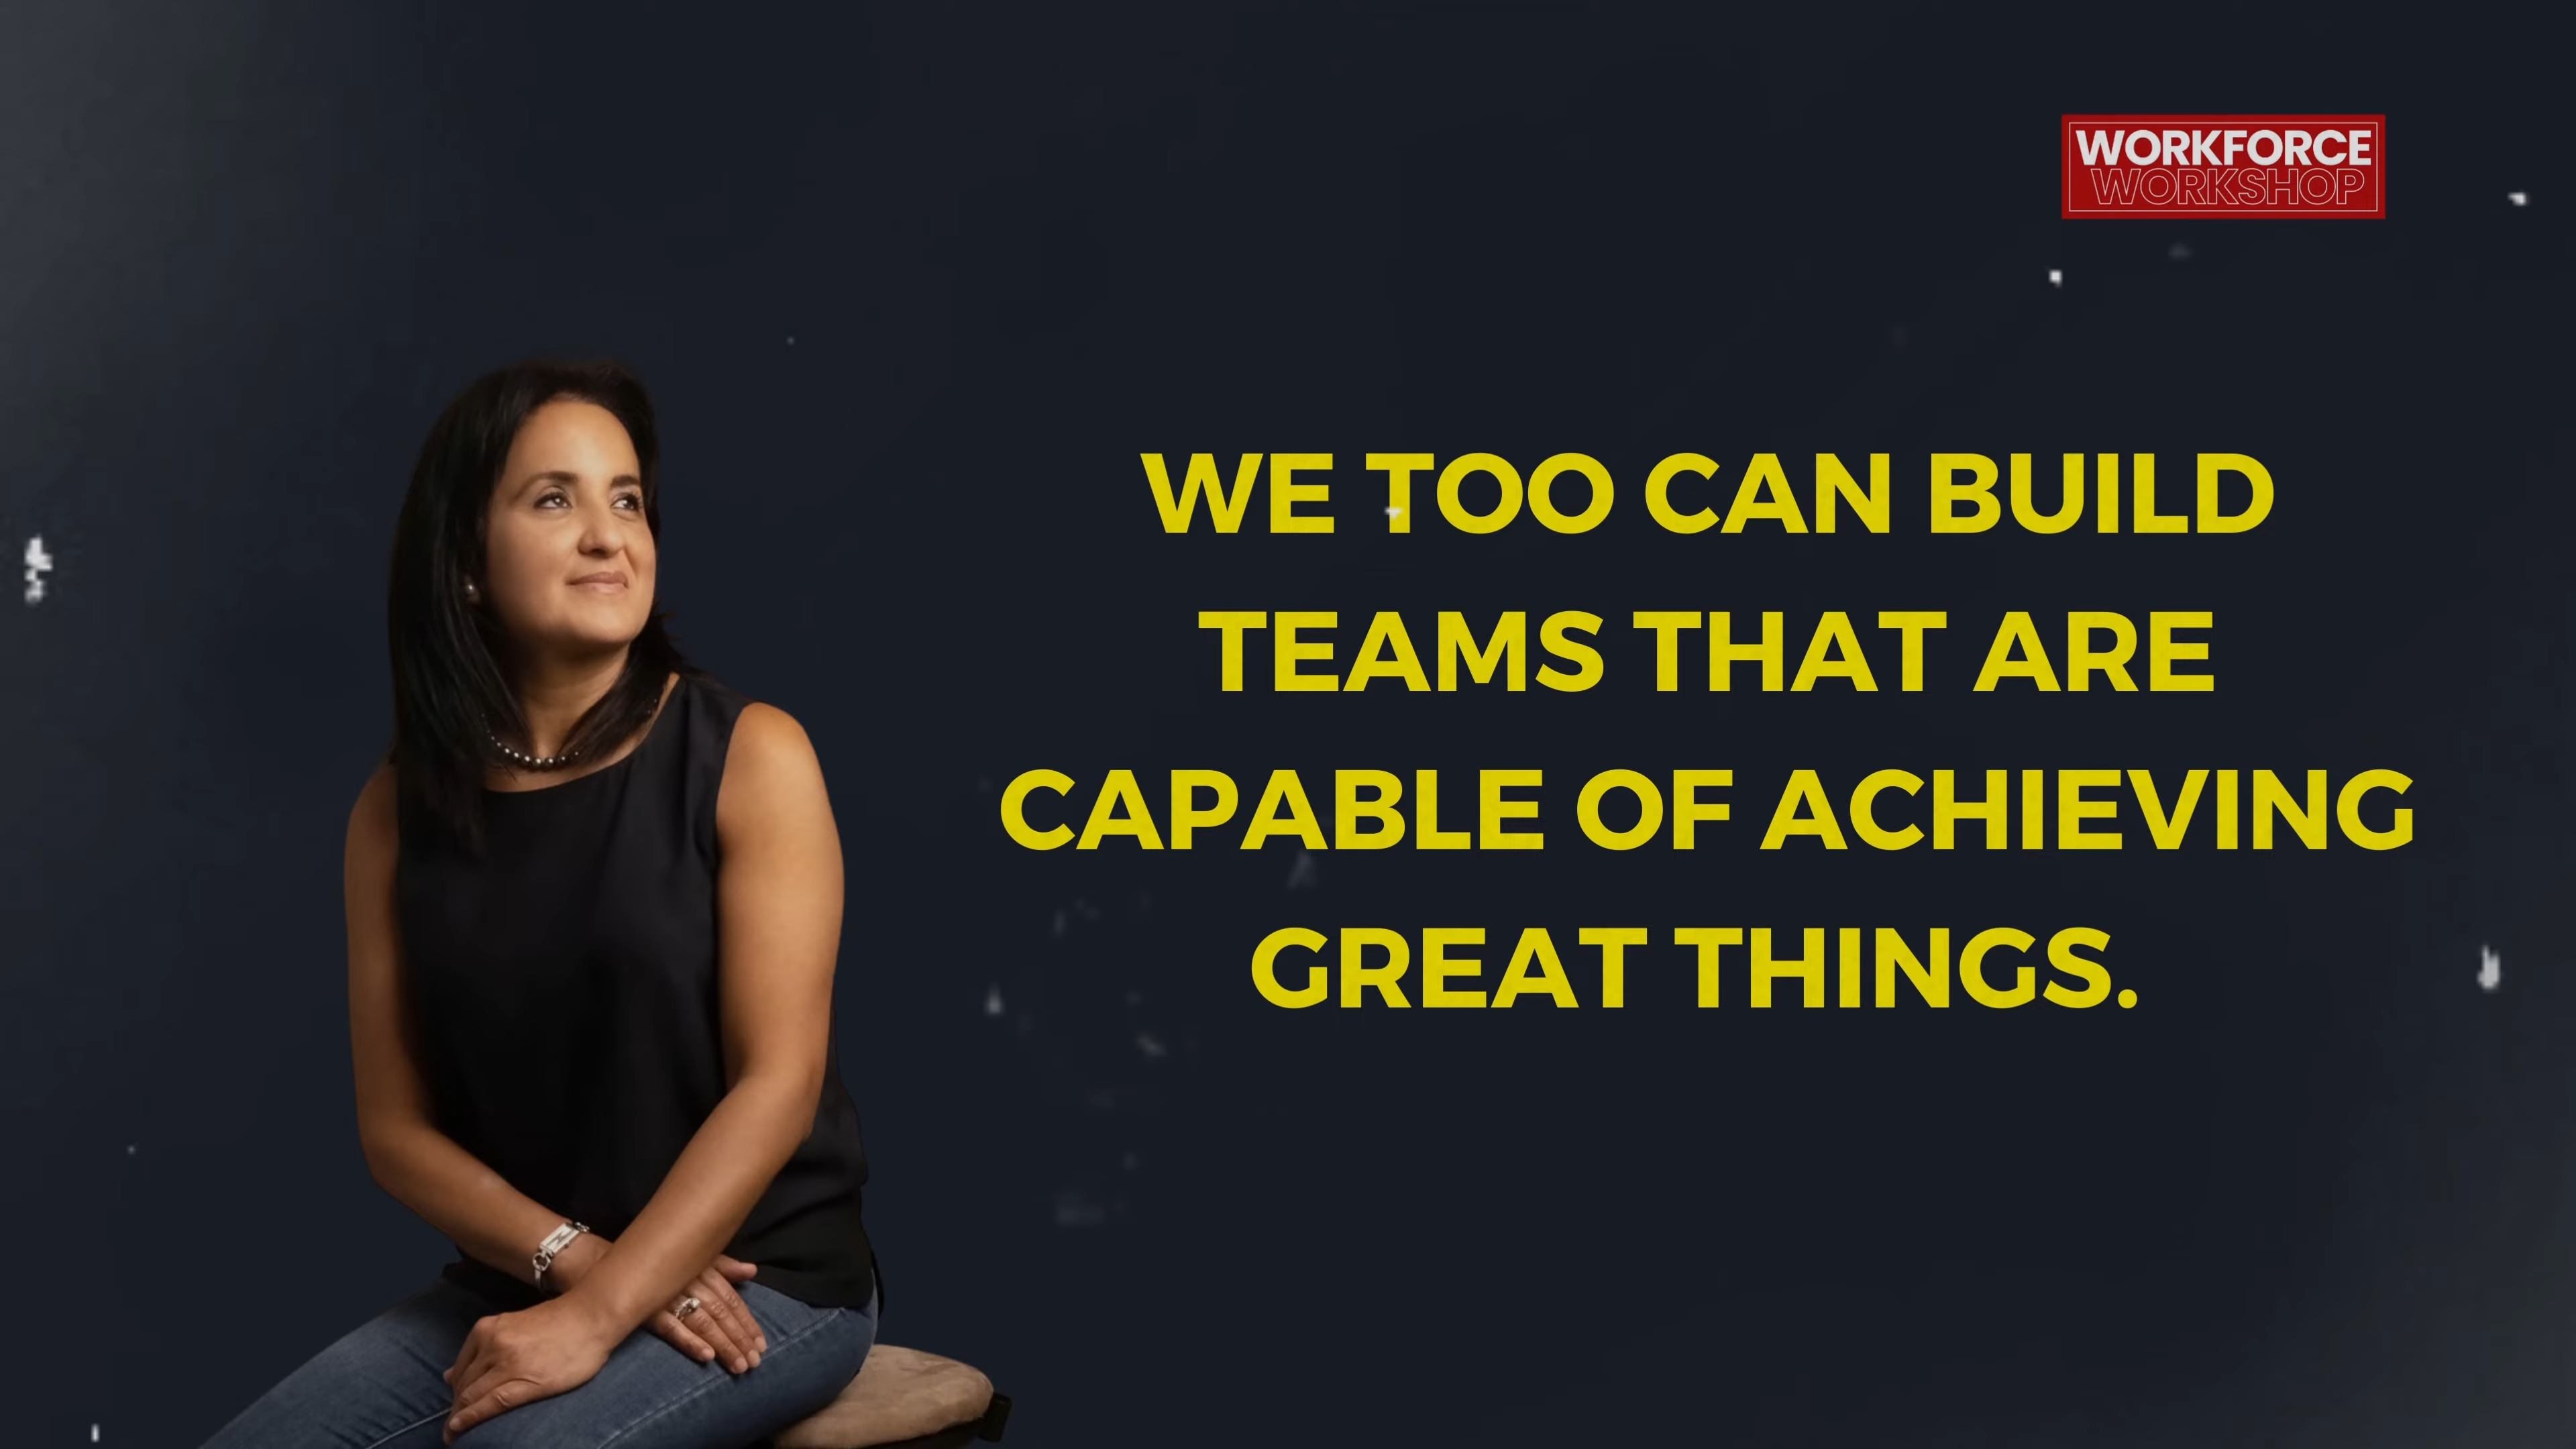 WORKFORCE
WORKSHOP
WE TOO CAN BUILD
TEAMS THAT ARE
CAPABLE OF ACHIEVING
GREAT THINGS.